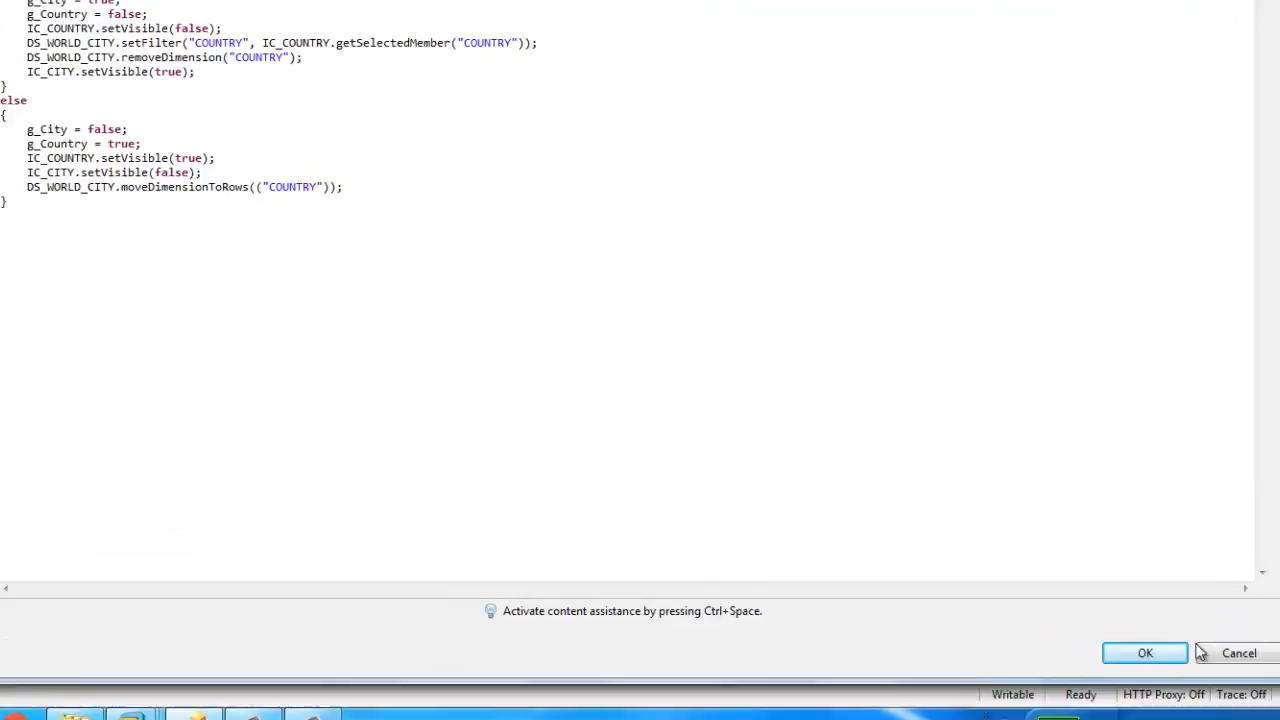 g_City = true;
g_Country = false;
IC_COUNTRY.setVisible(false);
DS_WORLD_CITY.setFilter("COUNTRY", IC_COUNTRY.getSelectedMember("COUNTRY"));
DS_WORLD_CITY.removeDimension("COUNTRY");
IC_CITY.setVisible(true);
}
else
{
g_City = false;
g_Country = true;
IC_COUNTRY.setVisible(true);
IC_CITY.setVisible(false);
DS_WORLD_CITY.moveDimensionToRows(("COUNTRY"));
}
Activate content assistance by pressing Ctrl+Space.
OK Cancel
Writable Ready HTTP Proxy: Off Trace: Off